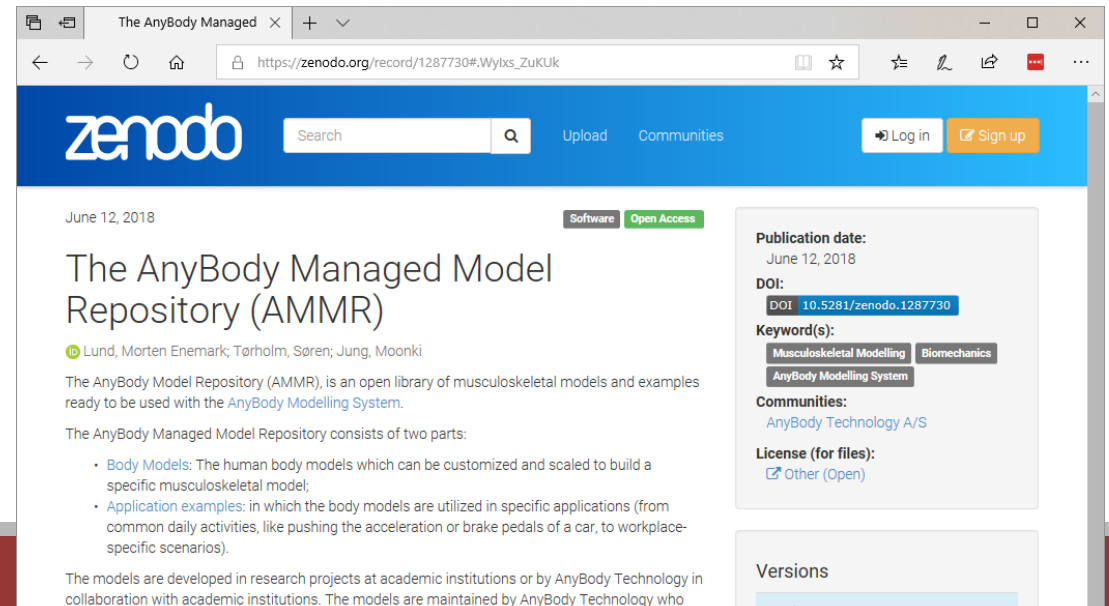 The AnyBody Managed
https://zenodo.org/record/1287730#.WyIxs_ZuKUk
zenodo
Search
Upload
Communities
Log in
Sign up
June 12, 2018
Software
Open Access
The AnyBody Managed Model
Repository (AMMR)
iD Lund, Morten Enemark; Tørholm, Søren; Jung, Moonki
The AnyBody Model Repository (AMMR), is an open library of musculoskeletal models and examples
ready to be used with the AnyBody Modelling System.
The AnyBody Managed Model Repository consists of two parts:
• Body Models: The human body models which can be customized and scaled to build a
specific musculoskeletal model;
• Application examples: in which the body models are utilized in specific applications (from
common daily activities, like pushing the acceleration or brake pedals of a car, to workplace-
specific scenarios).
The models are developed in research projects at academic institutions or by AnyBody Technology in
collaboration with academic institutions. The models are maintained by AnyBody Technology who
Publication date:
June 12, 2018
DOI:
DOI 10.5281/zenodo.1287730
Keyword(s):
Musculoskeletal Modelling
Biomechanics
AnyBody Modelling System
Communities:
AnyBody Technology A/S
License (for files):
Other (Open)
Versions